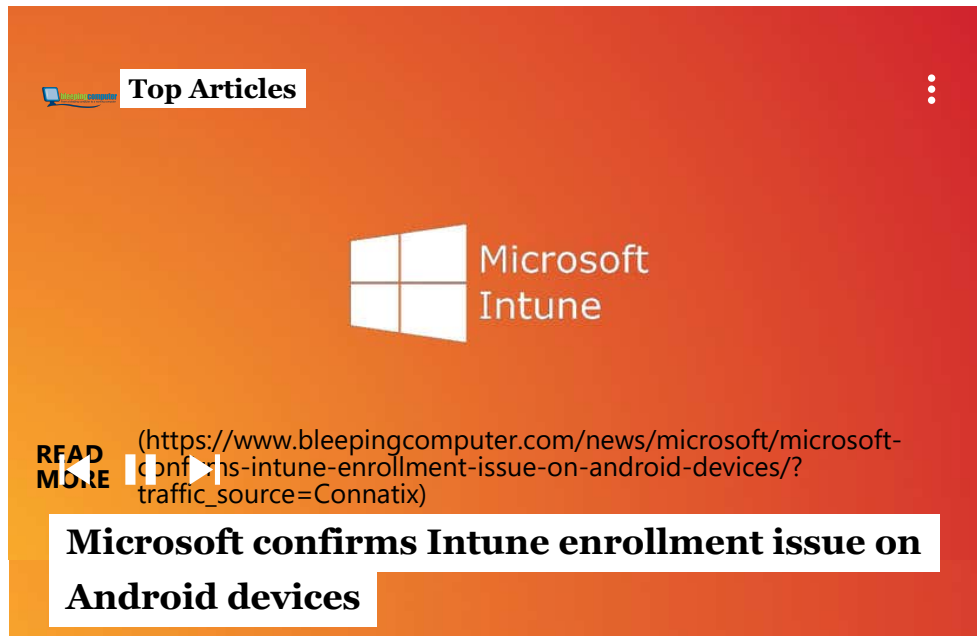 bleepingcomputer
Top Articles
Microsoft
Intune
READ
MORE
(https://www.bleepingcomputer.com/news/microsoft/microsoft-
confirms-intune-enrollment-issue-on-android-devices/?
traffic_source=Connatix)
Microsoft confirms Intune enrollment issue on
Android devices